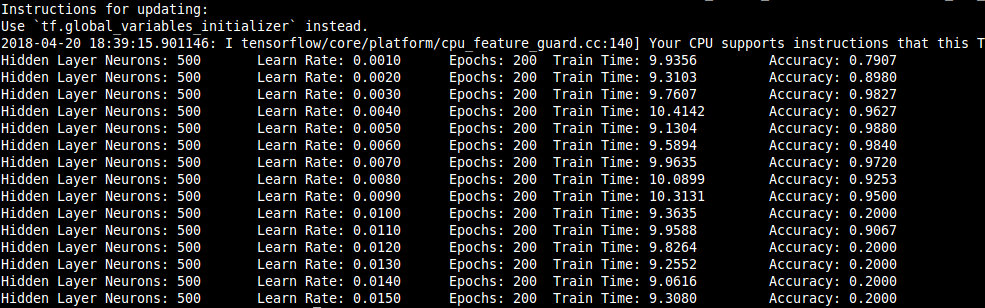 Instructions for updating:
Use `tf.global_variables_initializer` instead.
2018-04-20 18:39:15.901146: I tensorflow/core/platform/cpu_feature_guard.cc:140] Your CPU supports instructions that this T
Hidden Layer Neurons: 500 Learn Rate: 0.0010 Epochs: 200 Train Time: 9.9356 Accuracy: 0.7907
Hidden Layer Neurons: 500 Learn Rate: 0.0020 Epochs: 200 Train Time: 9.3103 Accuracy: 0.8980
Hidden Layer Neurons: 500 Learn Rate: 0.0030 Epochs: 200 Train Time: 9.7607 Accuracy: 0.9827
Hidden Layer Neurons: 500 Learn Rate: 0.0040 Epochs: 200 Train Time: 10.4142 Accuracy: 0.9627
Hidden Layer Neurons: 500 Learn Rate: 0.0050 Epochs: 200 Train Time: 9.1304 Accuracy: 0.9880
Hidden Layer Neurons: 500 Learn Rate: 0.0060 Epochs: 200 Train Time: 9.5894 Accuracy: 0.9840
Hidden Layer Neurons: 500 Learn Rate: 0.0070 Epochs: 200 Train Time: 9.9635 Accuracy: 0.9720
Hidden Layer Neurons: 500 Learn Rate: 0.0080 Epochs: 200 Train Time: 10.0899 Accuracy: 0.9253
Hidden Layer Neurons: 500 Learn Rate: 0.0090 Epochs: 200 Train Time: 10.3131 Accuracy: 0.9500
Hidden Layer Neurons: 500 Learn Rate: 0.0100 Epochs: 200 Train Time: 9.3635 Accuracy: 0.2000
Hidden Layer Neurons: 500 Learn Rate: 0.0110 Epochs: 200 Train Time: 9.9588 Accuracy: 0.9067
Hidden Layer Neurons: 500 Learn Rate: 0.0120 Epochs: 200 Train Time: 9.8264 Accuracy: 0.2000
Hidden Layer Neurons: 500 Learn Rate: 0.0130 Epochs: 200 Train Time: 9.2552 Accuracy: 0.2000
Hidden Layer Neurons: 500 Learn Rate: 0.0140 Epochs: 200 Train Time: 9.0616 Accuracy: 0.2000
Hidden Layer Neurons: 500 Learn Rate: 0.0150 Epochs: 200 Train Time: 9.3080 Accuracy: 0.2000